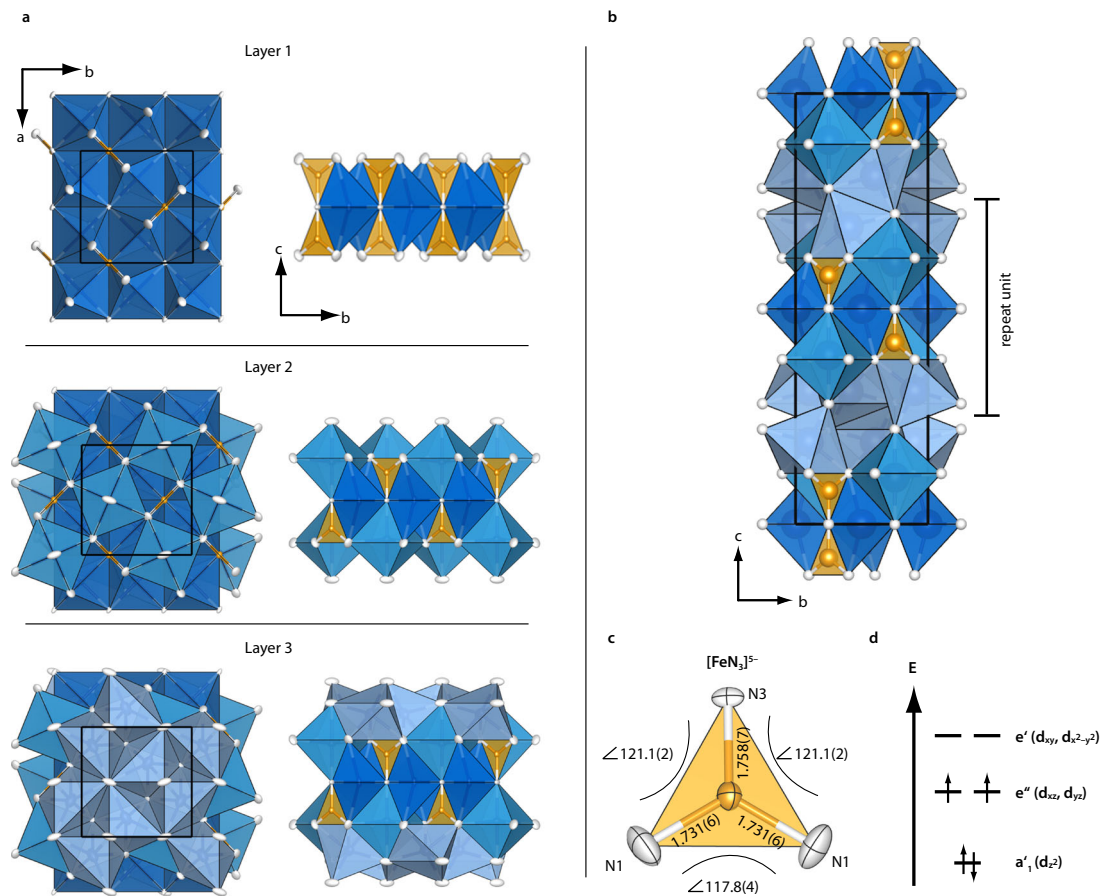 a
Layer 1
b
a
c
b
Layer 2
Layer 3
b
repeat unit
c
b
c
[FeN₃]⁵⁻
N3
∠121.1(2)
∠121.1(2)
1.758(7)
1.731(6)
1.731(6)
N1
N1
∠117.8(4)
d
E
e‘ (dxy, dx²–y²)
e“ (dxz, dyz)
a‘₁ (dz²)